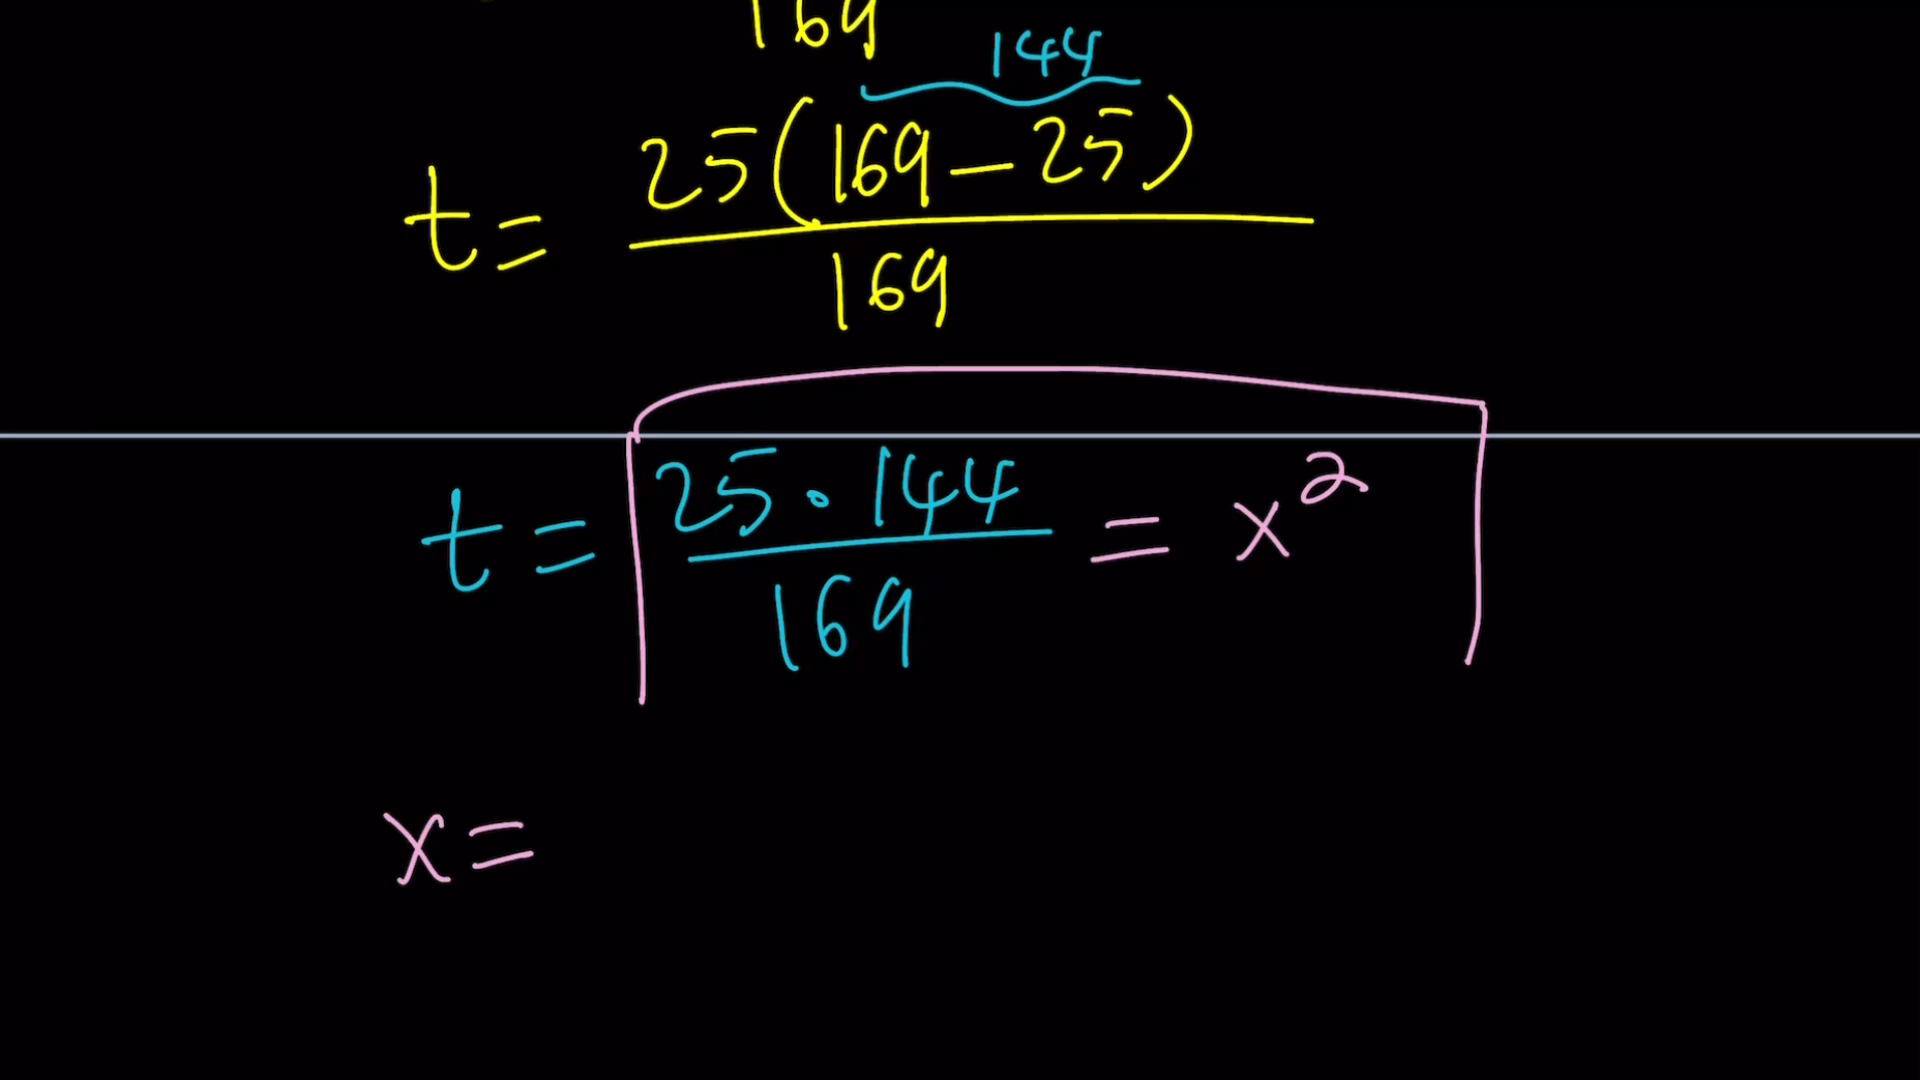 169
144
t = 25(169 – 25)
169
t = 25 · 144 = x²
169
x =